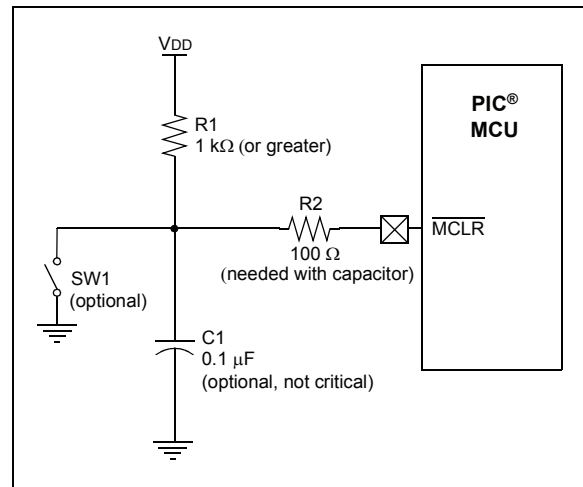 VDD
PIC®
MCU
R1
1 kΩ (or greater)
R2
100 Ω
(needed with capacitor)
MCLR
SW1
(optional)
C1
0.1 μF
(optional, not critical)